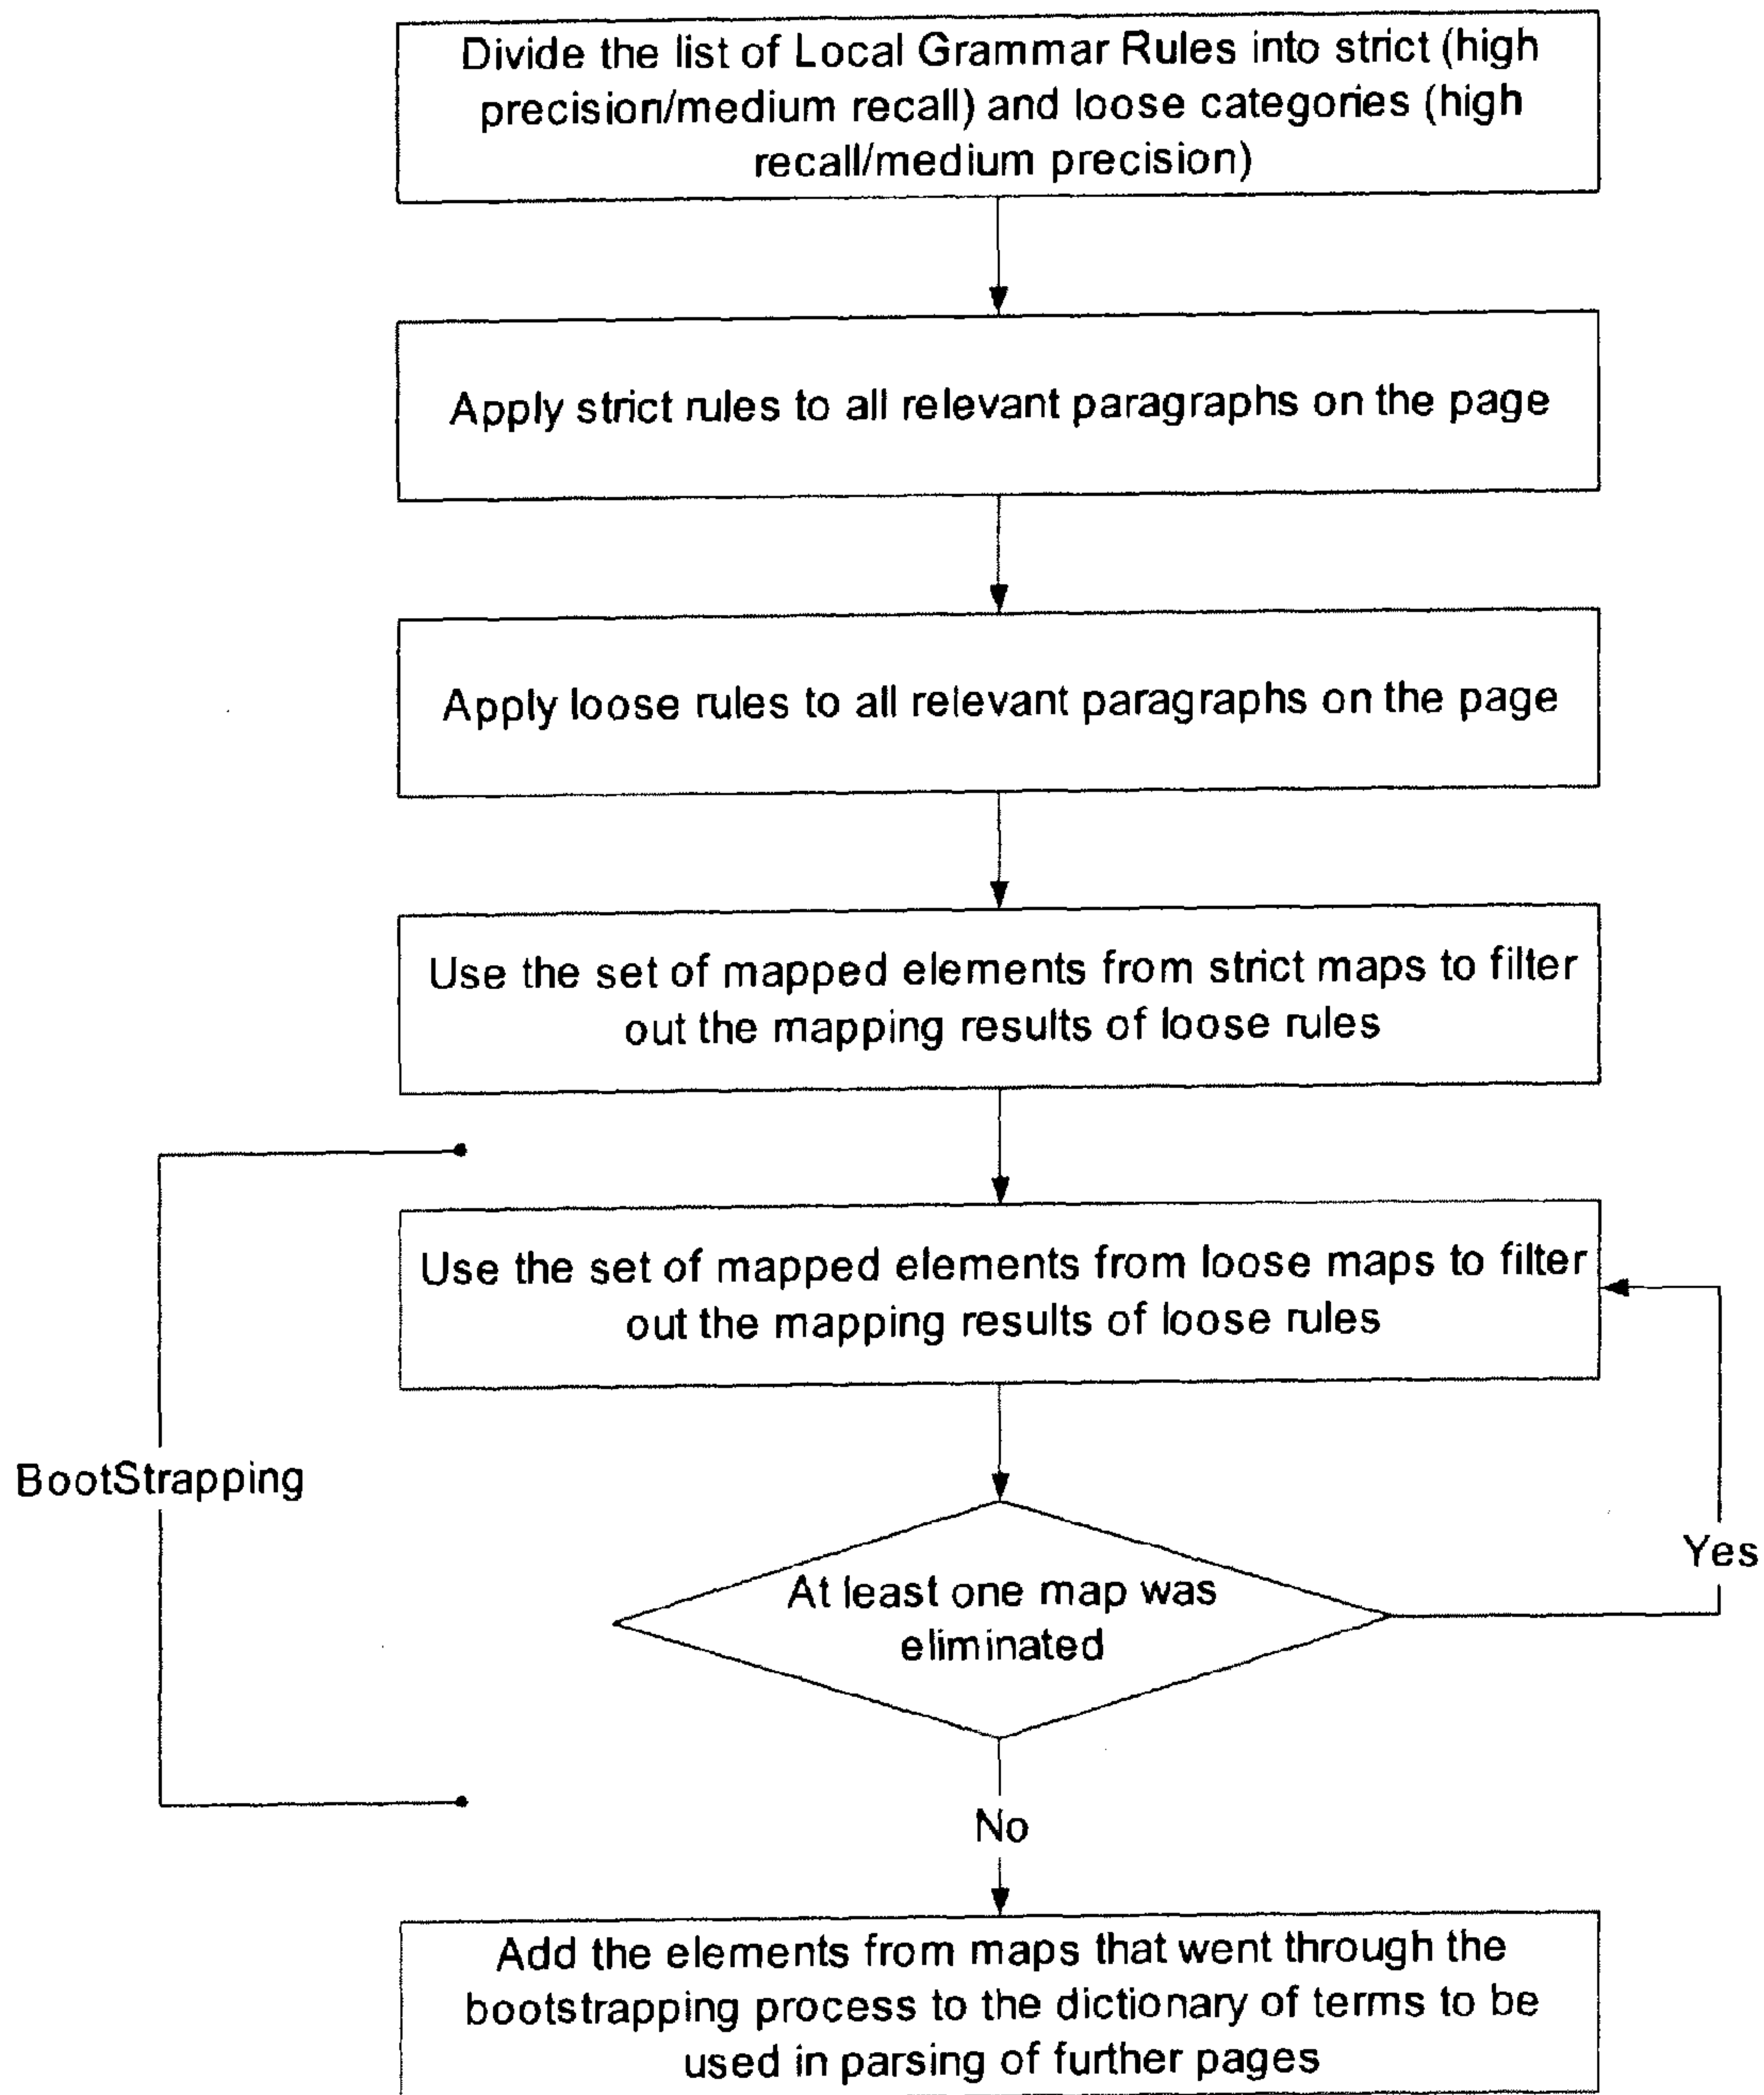 Divide the list of Local Grammar Rules into strict (high
precision/medium recall) and loose categories (high
recall/medium precision)
Apply strict rules to all relevant paragraphs on the page
Apply loose rules to all relevant paragraphs on the page
Use the set of mapped elements from strict maps to filter
out the mapping results of loose rules
Use the set of mapped elements from loose maps to filter
out the mapping results of loose rules
BootStrapping
Yes
At least one map was
eliminated
No
Add the elements from maps that went through the
bootstrapping process to the dictionary of terms to be
used in parsing of further pages